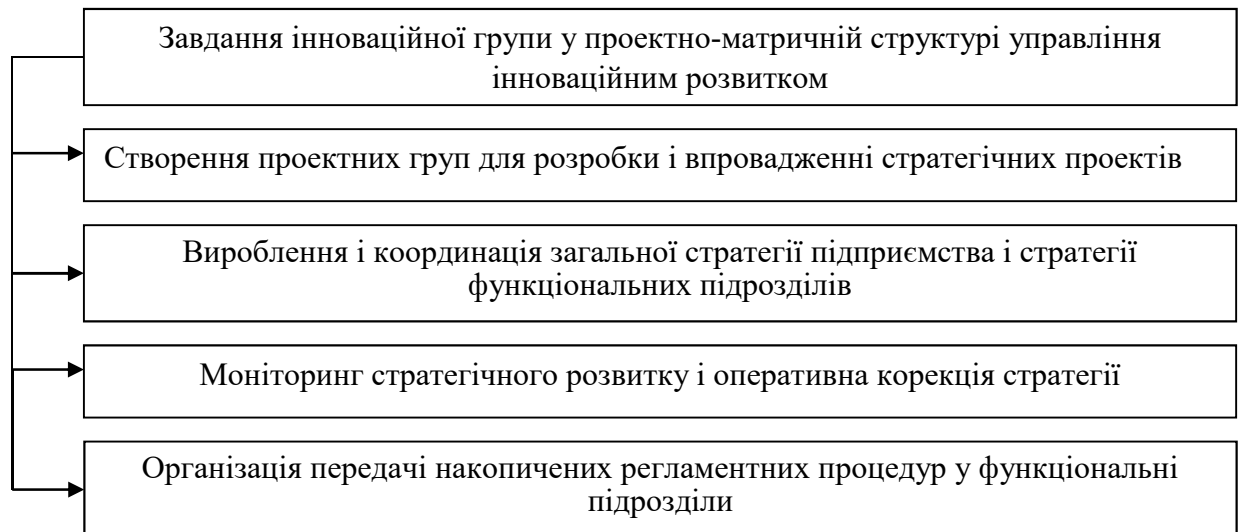 Завдання інноваційної групи у проектно-матричній структурі управління
інноваційним розвитком
Створення проектних груп для розробки і впровадженні стратегічних проектів
Вироблення і координація загальної стратегії підприємства і стратегії
функціональних підрозділів
Моніторинг стратегічного розвитку і оперативна корекція стратегії
Організація передачі накопичених регламентних процедур у функціональні
підрозділи